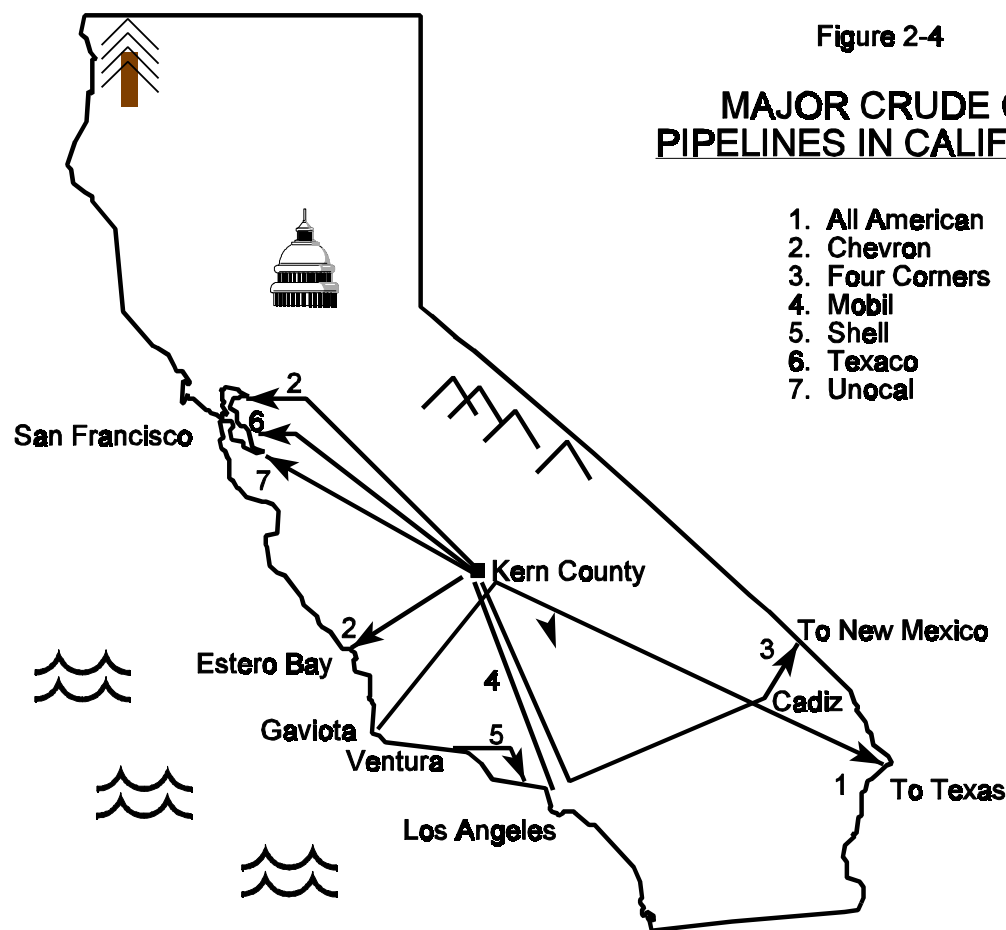 Figure 2-4
MAJOR CRUDE
PIPELINES IN CALIF
1. All American
2. Chevron
3. Four Corners
4. Mobil
5. Shell
6. Texaco
7. Unocal
2
6
San Francisco
7
Kern County
2
To New Mexico
3
Estero Bay
4
Cadiz
Gaviota
5
Ventura
1
To Texas
Los Angeles